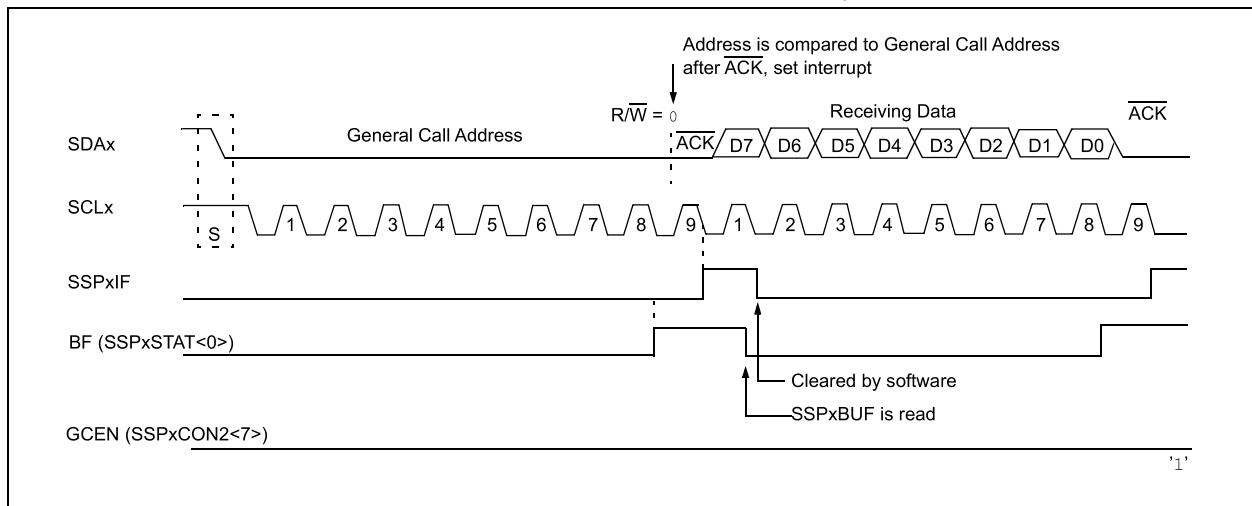 Address is compared to General Call Address
after ACK, set interrupt
R/W = 0
Receiving Data
ACK
General Call Address
SDAx
ACK
D7 D6 D5 D4 D3 D2 D1 D0
SCLx
S
1 2 3 4 5 6 7 8 9 1 2 3 4 5 6 7 8 9
SSPxIF
BF (SSPxSTAT<0>)
Cleared by software
SSPxBUF is read
GCEN (SSPxCON2<7>)
'1'